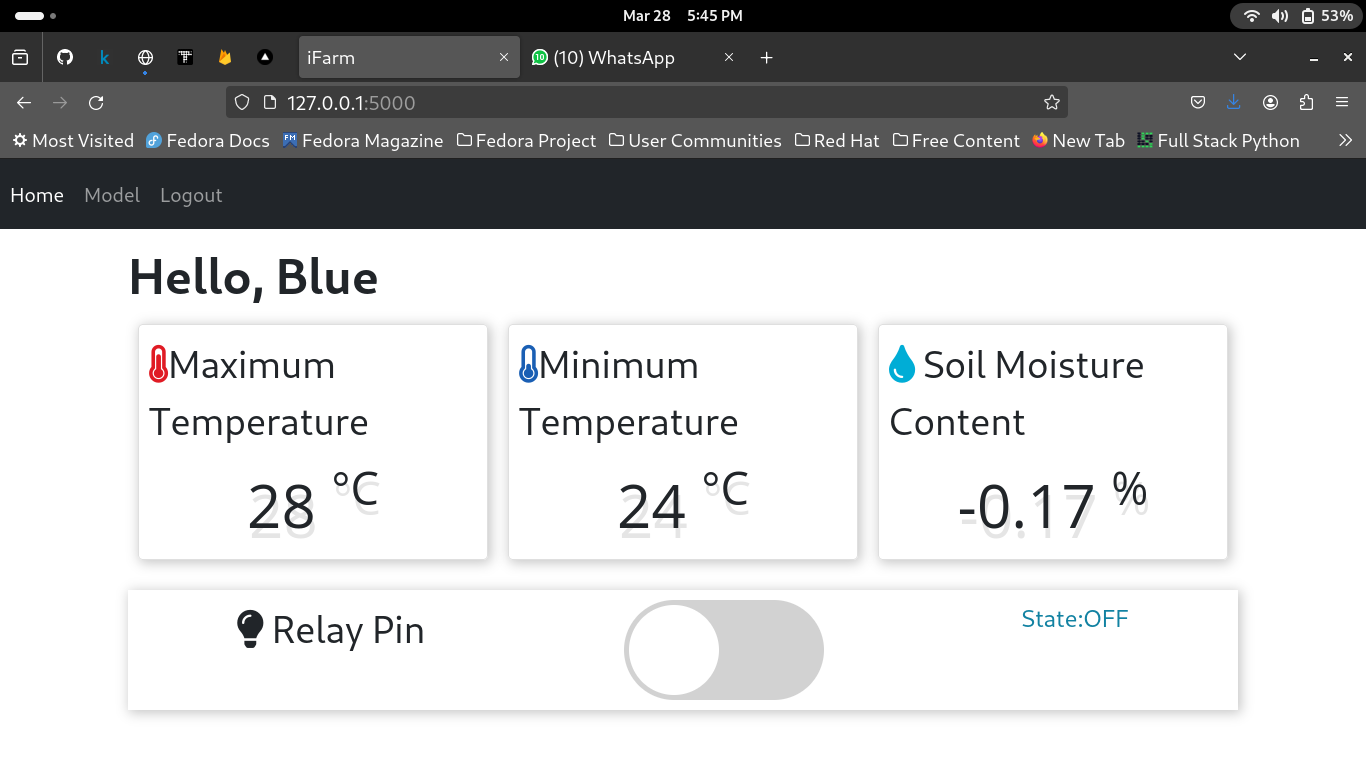 Mar 28 5:45 PM
53%
k
iFarm
10
(10) WhatsApp
127.0.0.1:5000
Most Visited
Fedora Docs
FM
Fedora Magazine
Fedora Project
User Communities
Red Hat
Free Content
New Tab
Full Stack Python
Home
Model
Logout
Hello, Blue
Maximum
Temperature
28 °C
Minimum
Temperature
24 °C
Soil Moisture
Content
-0.17 %
Relay Pin
State:OFF